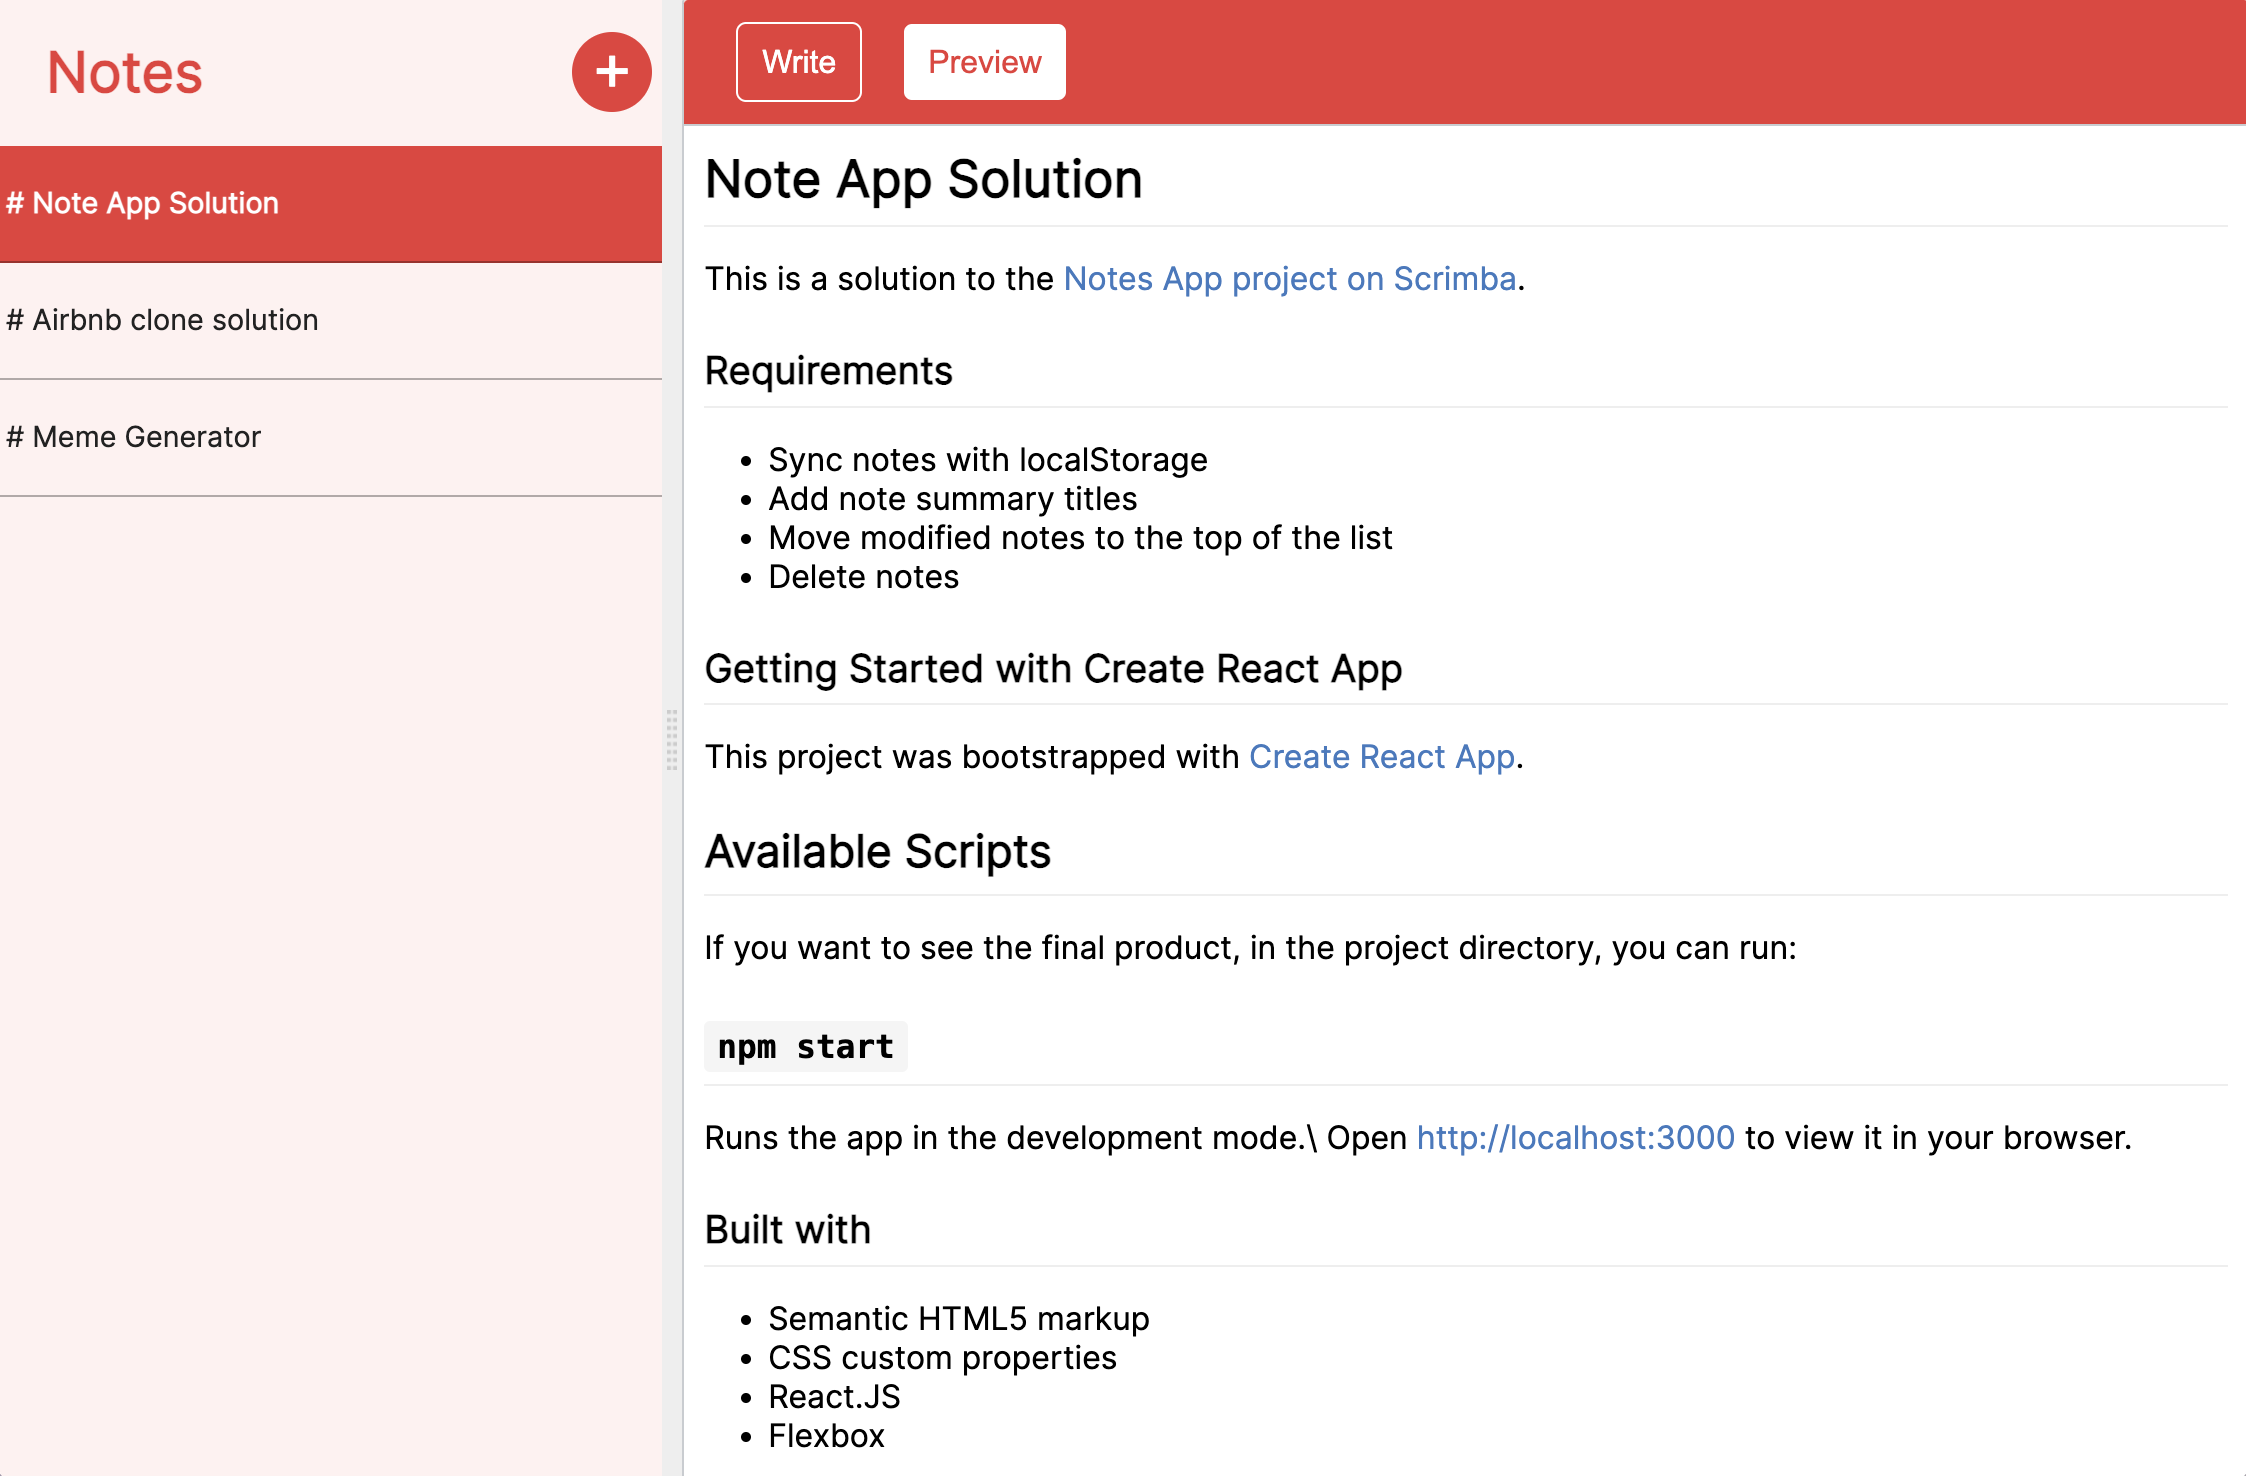 Notes
+
# Note App Solution
# Airbnb clone solution
# Meme Generator
Write
Preview
Note App Solution
This is a solution to the Notes App project on Scrimba.
Requirements
• Sync notes with localStorage
• Add note summary titles
• Move modified notes to the top of the list
• Delete notes
Getting Started with Create React App
This project was bootstrapped with Create React App.
Available Scripts
If you want to see the final product, in the project directory, you can run:
npm start
Runs the app in the development mode.\ Open http://localhost:3000 to view it in your browser.
Built with
• Semantic HTML5 markup
• CSS custom properties
• React.JS
• Flexbox